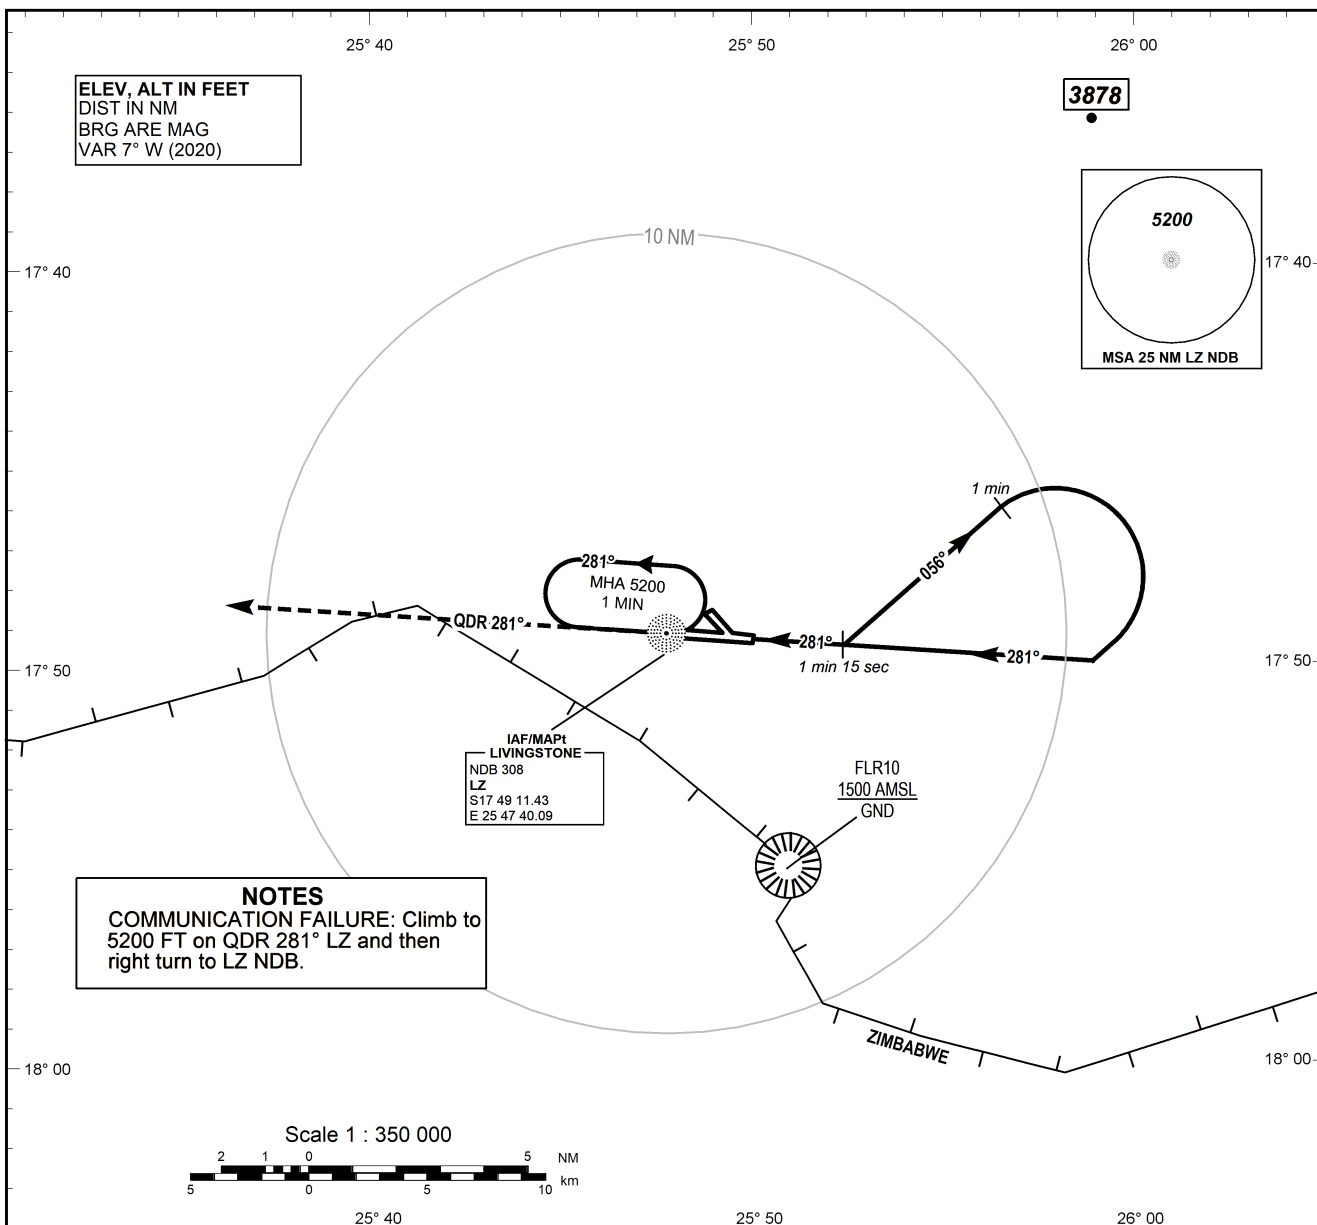 25° 40
25° 50
26° 00
ELEV, ALT IN FEET
DIST IN NM
BRG ARE MAG
VAR 7° W (2020)
3878
5200
MSA 25 NM LZ NDB
10 NM
17° 40
17° 40
1 min
056°
281°
MHA 5200
1 MIN
QDR 281°
281°
1 min 15 sec
281°
17° 50
17° 50
IAF/MAPt
LIVINGSTONE
NDB 308
LZ
S17 49 11.43
E 25 47 40.09
FLR10
1500 AMSL
GND
NOTES
COMMUNICATION FAILURE: Climb to
5200 FT on QDR 281° LZ and then
right turn to LZ NDB.
ZIMBABWE
18° 00
18° 00
Scale 1 : 350 000
2 1 0 5 NM
5 0 5 10 km
25° 40
25° 50
26° 00